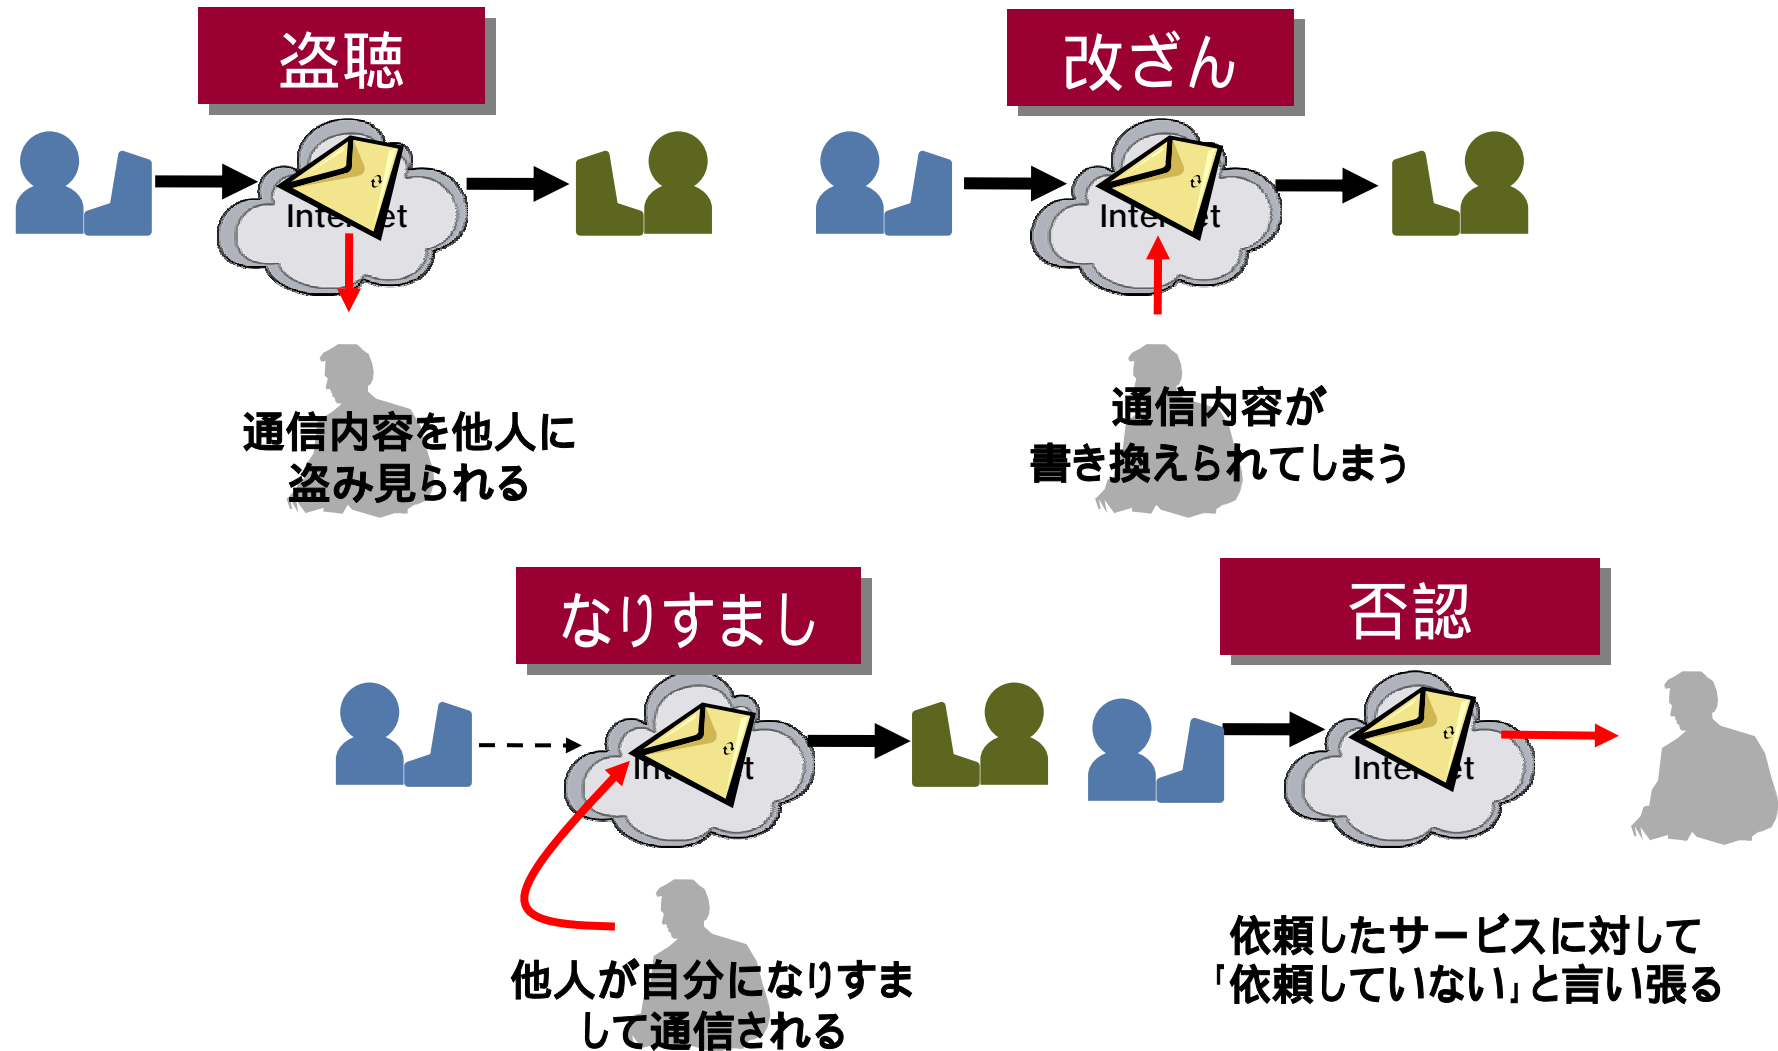 盗聴
改ざん
Internet
Internet
通信内容を他人に
盗み見られる
通信内容が
書き換えられてしまう
なりすまし
否認
Internet
Internet
他人が自分になりすま
して通信される
依頼したサービスに対して
「依頼していない」と言い張る